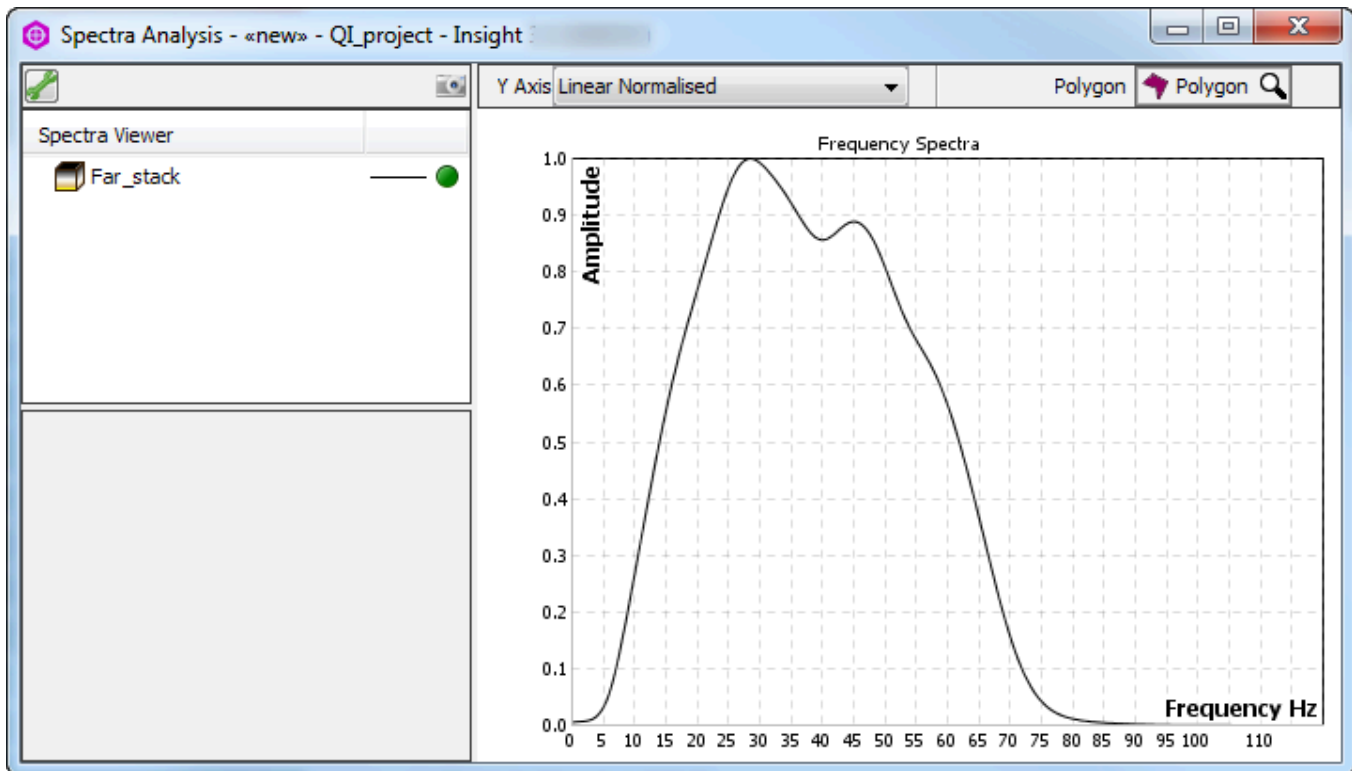 Spectra Analysis - «new» - QI_project - Insight
Y Axis Linear Normalised Polygon Polygon
Spectra Viewer
Far_stack
Frequency Spectra
Amplitude
1.0
0.9
0.8
0.7
0.6
0.5
0.4
0.3
0.2
0.1
0.0
Frequency Hz
0 5 10 15 20 25 30 35 40 45 50 55 60 65 70 75 80 85 90 95 100 110